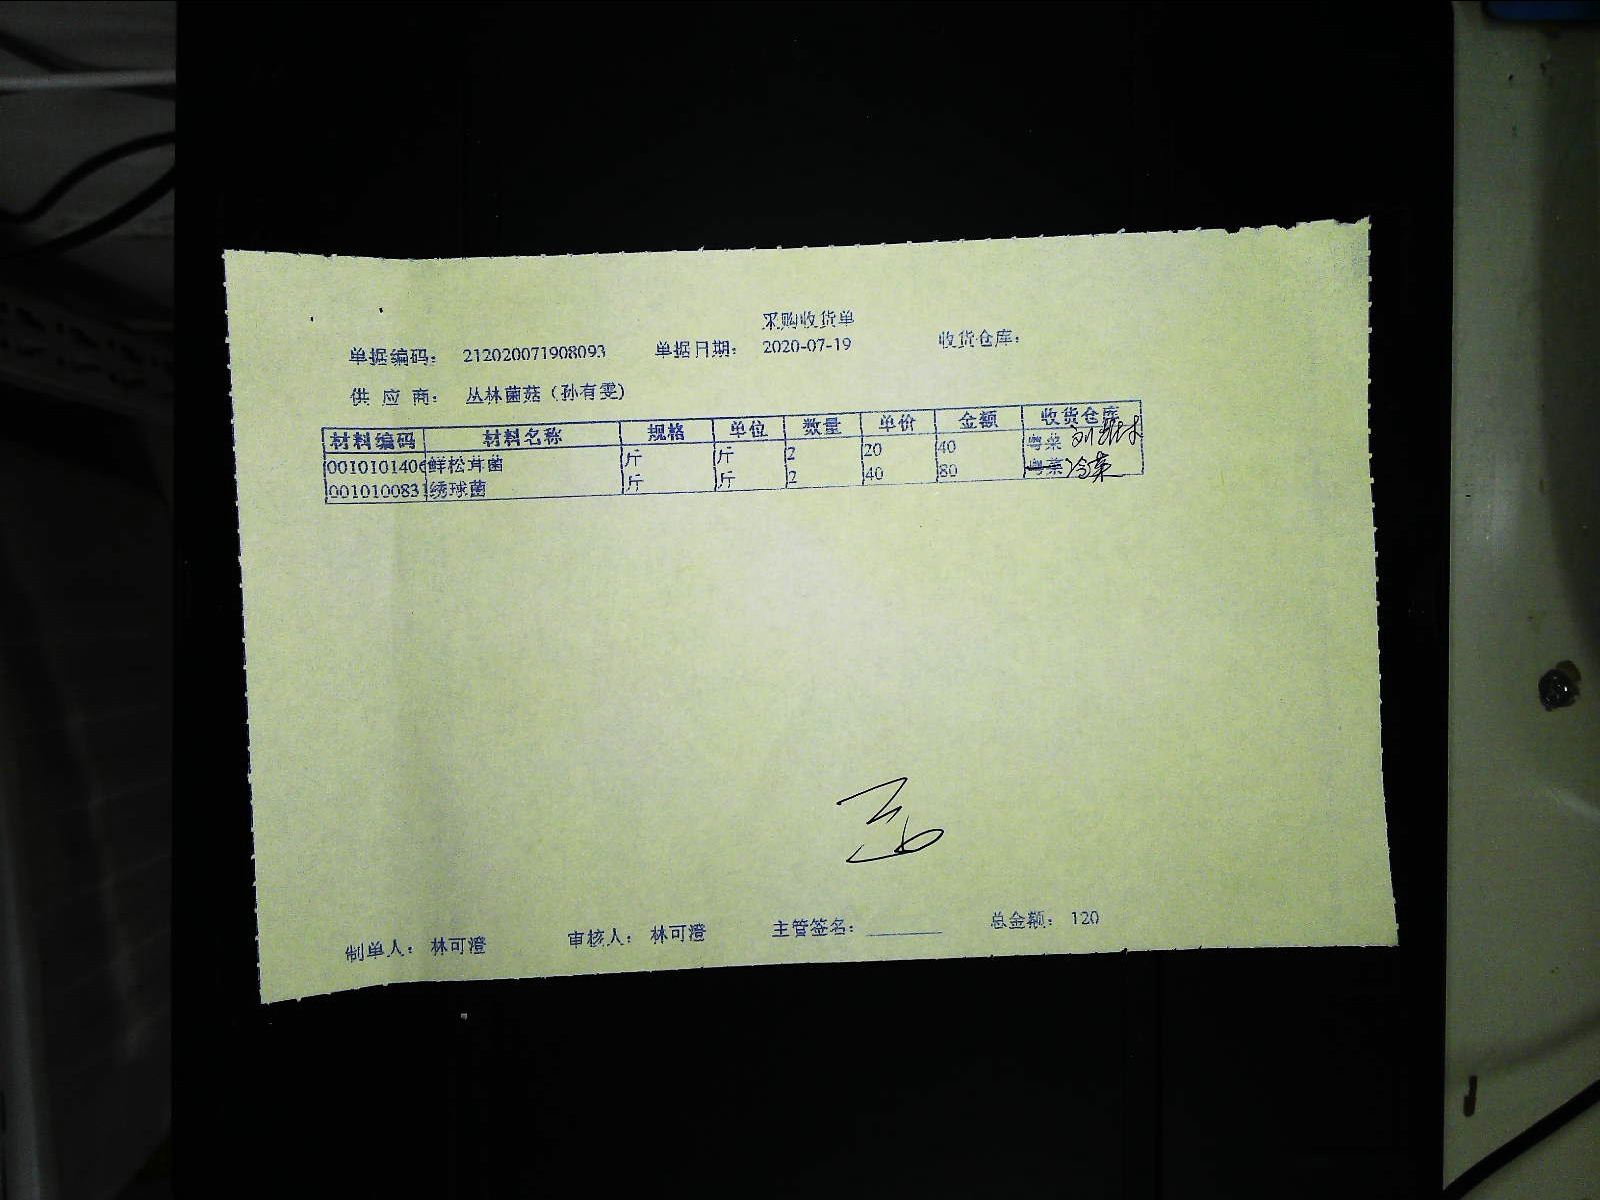 采购收货单
单据编码： 212020071908093 单据日期： 2020-07-19 收货仓库：
供 应 商： 丛林菌菇（孙有雯）
材料编码 材料名称 规格 单位 数量 单价 金额 收货仓库
0010101406 鲜松茸菌 斤 斤 2 20 40 粤菜
0010100831 绣球菌 斤 斤 2 40 80 粤菜 冷菜
制单人： 林可澄 审核人： 林可澄 主管签名： 总金额： 120